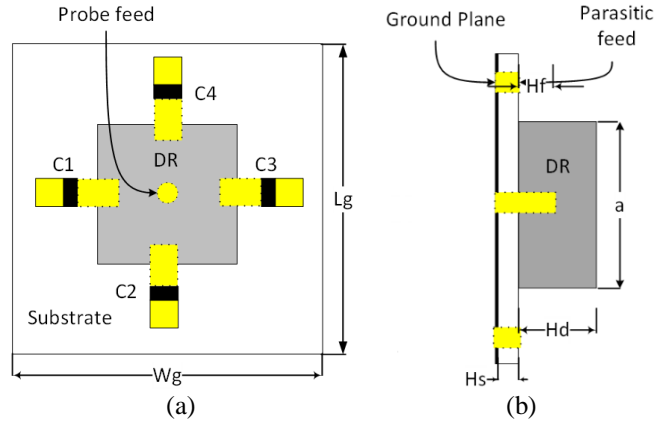 Probe feed
C4
DR
C1
C3
Lg
C2
Substrate
Wg
(a)
Ground Plane
Parasitic
feed
Hf
DR
a
Hd
Hs
(b)